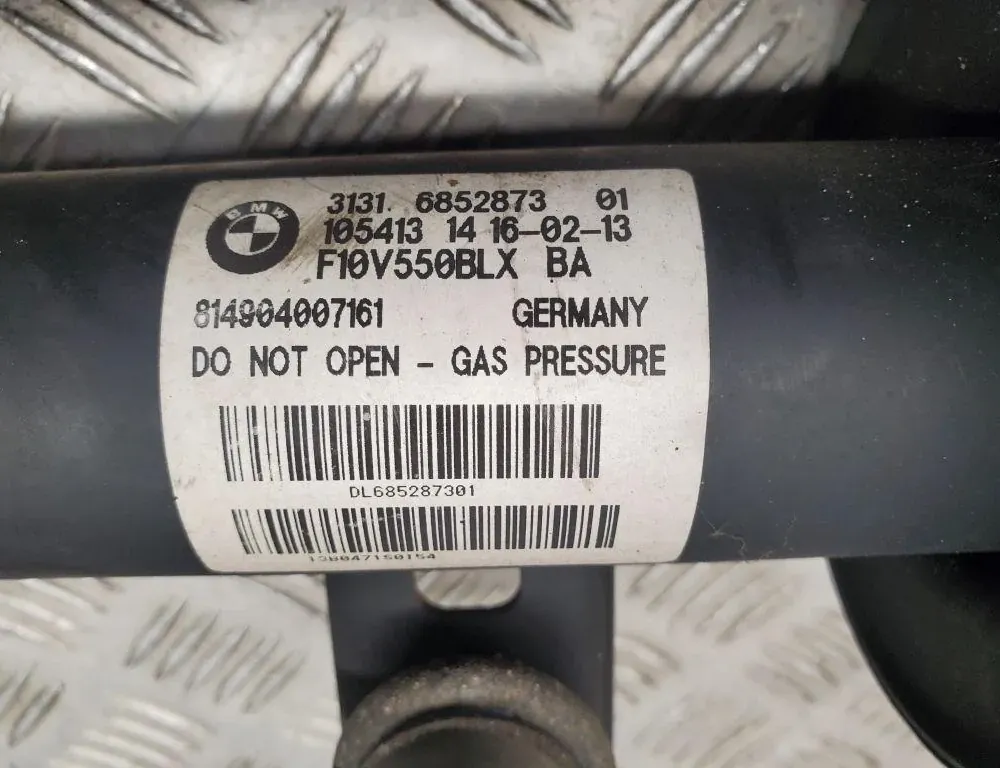 BMW
3131. 6852873 01
105413 14 16-02-13
F10V550BLX BA
814904007161 GERMANY
DO NOT OPEN - GAS PRESSURE
DL685287301